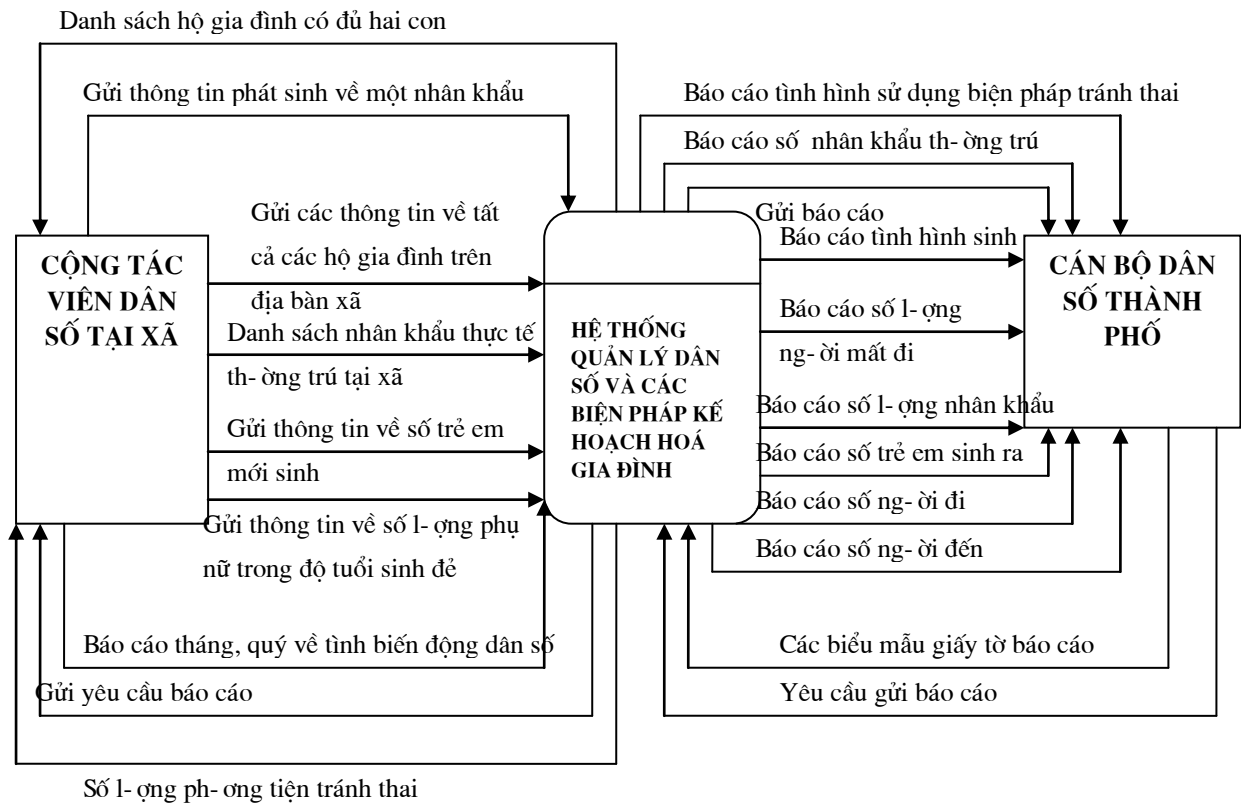 Danh sách hộ gia đình có đủ hai con
Gửi thông tin phát sinh về một nhân khẩu
Báo cáo tình hình sử dụng biện pháp tránh thai
Báo cáo số nhân khẩu th- ờng trú
Gửi báo cáo
Gửi các thông tin về tất
cả các hộ gia đình trên
địa bàn xã
Danh sách nhân khẩu thực tế
th- ờng trú tại xã
Gửi thông tin về số trẻ em
mới sinh
Gửi thông tin về số l- ợng phụ
nữ trong độ tuổi sinh đẻ
CỘNG TÁC
VIÊN DÂN
SỐ TẠI XÃ
HỆ THỐNG
QUẢN LÝ DÂN
SỐ VÀ CÁC
BIỆN PHÁP KẾ
HOẠCH HOÁ
GIA ĐÌNH
Báo cáo tình hình sinh
Báo cáo số l- ợng
ng- ời mất đi
Báo cáo số l- ợng nhân khẩu
Báo cáo số trẻ em sinh ra
Báo cáo số ng- ời đi
Báo cáo số ng- ời đến
CÁN BỘ DÂN
SỐ THÀNH
PHỐ
Báo cáo tháng, quý về tình biến động dân số
Gửi yêu cầu báo cáo
Các biểu mẫu giấy tờ báo cáo
Yêu cầu gửi báo cáo
Số l- ợng ph- ơng tiện tránh thai